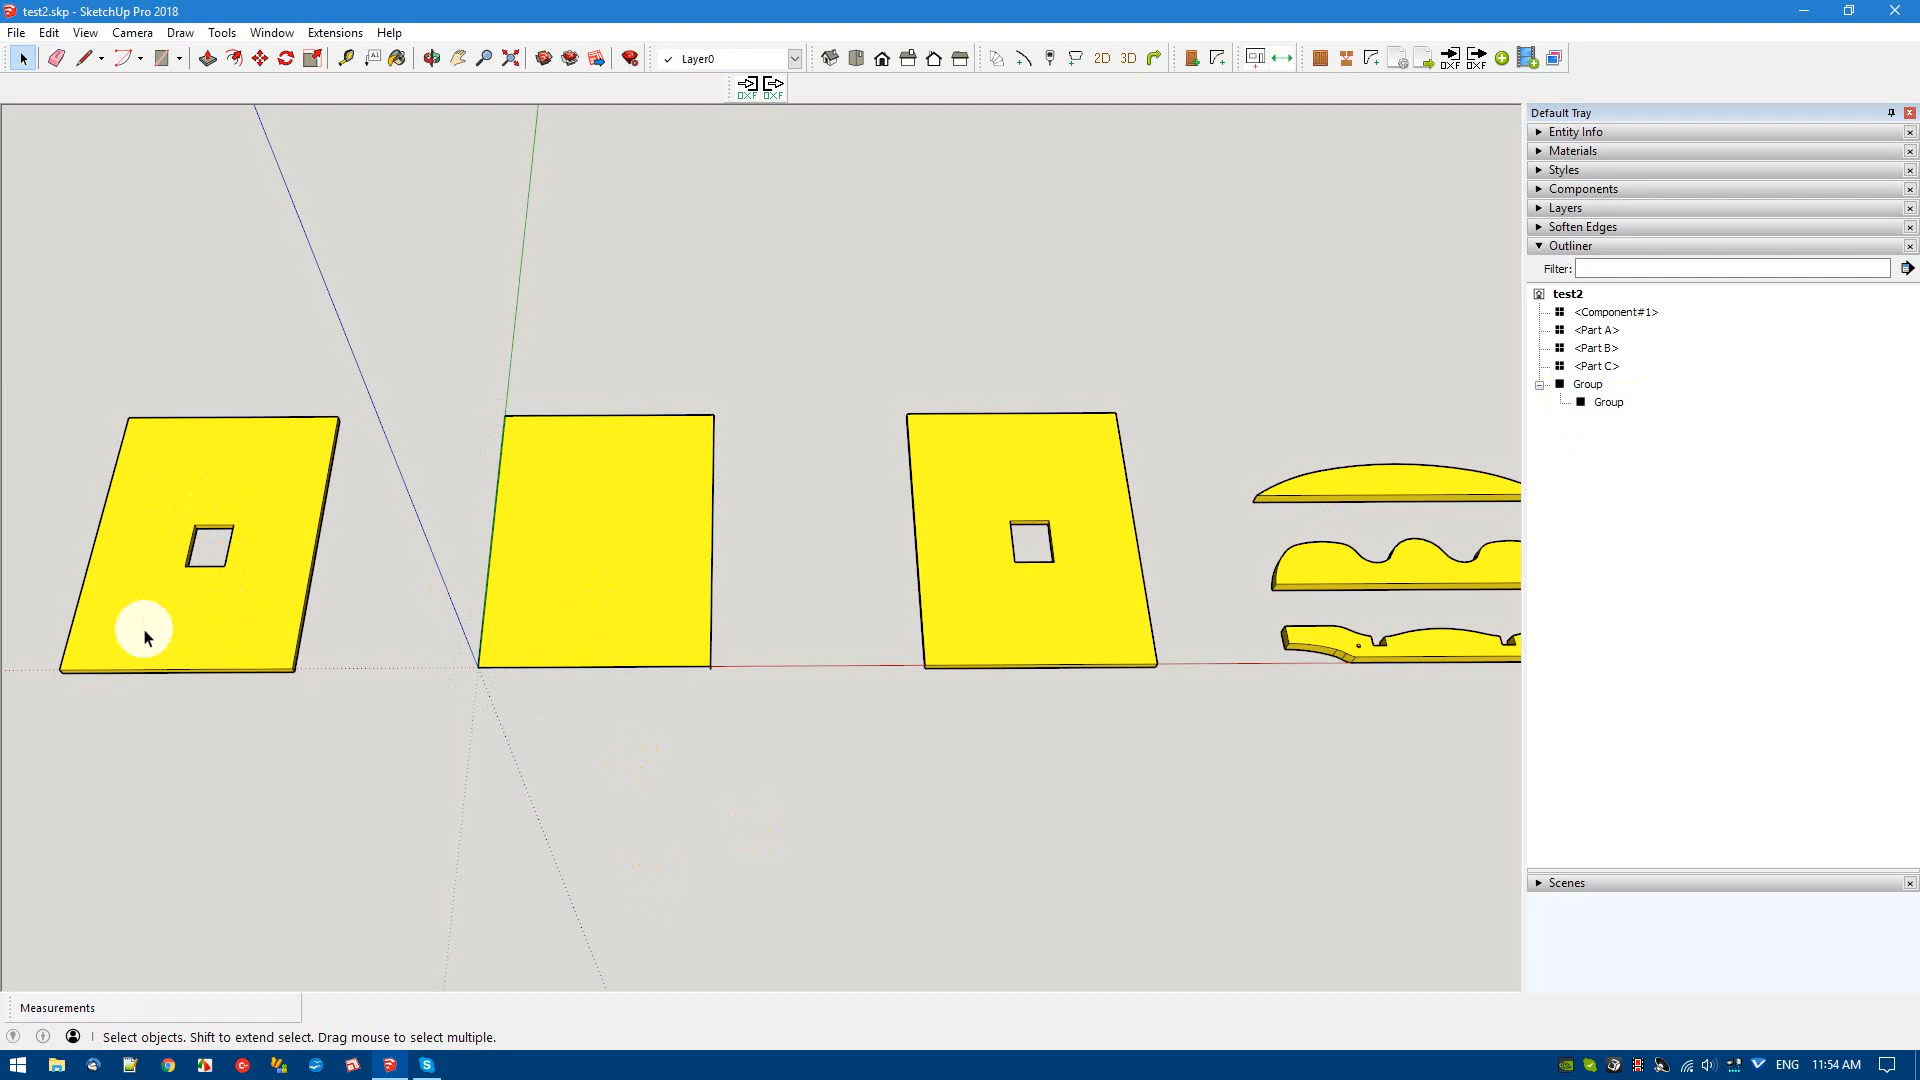 test2.skp - SketchUp Pro 2018
File Edit View Camera Draw Tools Window Extensions Help
Layer0
2D 3D
DXF DXF
DXF DXF
Default Tray
Entity Info
Materials
Styles
Components
Layers
Soften Edges
Outliner
Filter:
test2
<Component#1>
<Part A>
<Part B>
<Part C>
Group
Group
Scenes
Measurements
Select objects. Shift to extend select. Drag mouse to select multiple.
ENG 11:54 AM